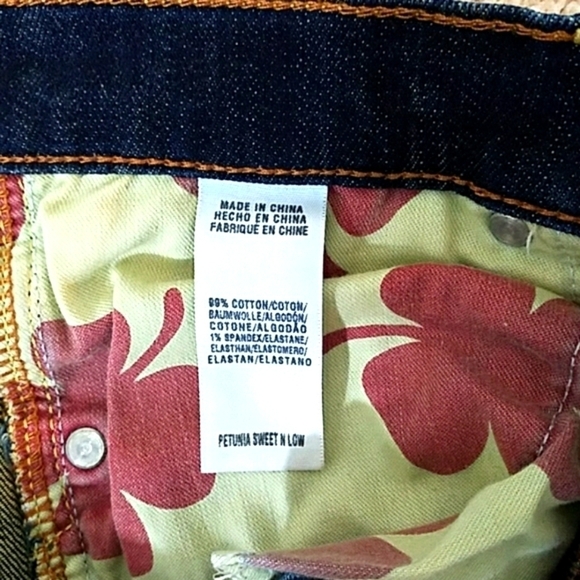 MADE IN CHINA
HECHO EN CHINA
FABRIQUE EN CHINE
99% COTTON/COTON/
BAUMWOLLE/ALGODÓN/
COTONE/ALGODÃO
1% SPANDEX/ELASTANE/
ELASTHAN/ELASTOMERO/
ELASTAN/ELASTANO
PETUNIA SWEET N LOW